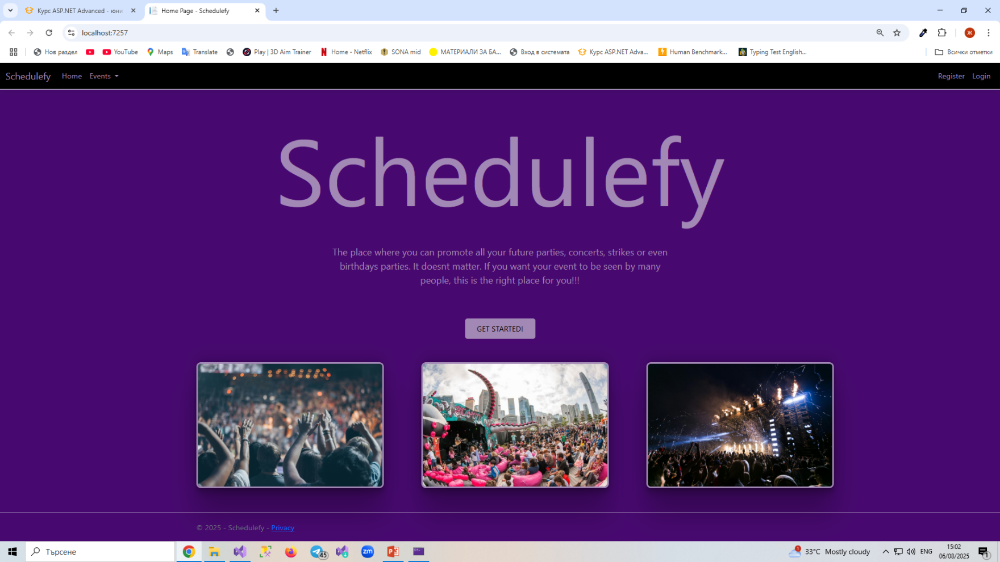 Курс ASP.NET Advanced - юни
Home Page - Schedulefy
localhost:7257
Ж
Нов раздел
YouTube
Maps
Translate
Play | 3D Aim Trainer
Home - Netflix
SONA mid
МАТЕРИАЛИ ЗА БА...
Вход в системата
Курс ASP.NET Adva...
Human Benchmark...
Typing Test English...
Всички отметки
Schedulefy Home Events Register Login
Schedulefy
The place where you can promote all your future parties, concerts, strikes or even
birthdays parties. It doesnt matter. If you want your event to be seen by many
people, this is the right place for you!!!
GET STARTED!
© 2025 - Schedulefy - Privacy
Търсене
45
zm
1
33°C Mostly cloudy
ENG
15:02
06/08/2025
1